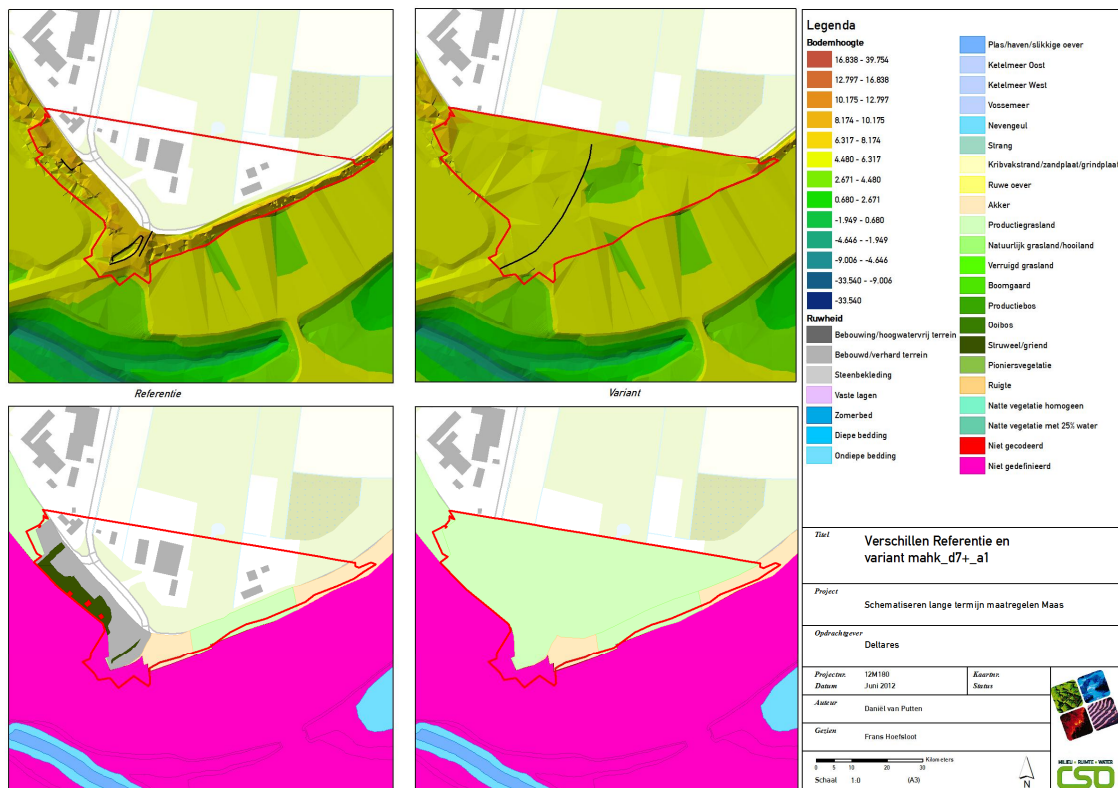 Referentie
Variant
Legenda
Bodemhoogte
16.838 - 39.754
12.797 - 16.838
10.175 - 12.797
8.174 - 10.175
6.317 - 8.174
4.480 - 6.317
2.671 - 4.480
0.680 - 2.671
-1.949 - 0.680
-4.646 - -1.949
-9.006 - -4.646
-33.540 - -9.006
-33.540
Ruwheid
Bebouwing/hoogwatervrij terrein
Bebouwd/verhard terrein
Steenbekleding
Vaste lagen
Zomerbed
Diepe bedding
Ondiepe bedding
Plas/haven/slikkige oever
Ketelmeer Oost
Ketelmeer West
Vossemeer
Nevengeul
Strang
Kribvakstrand/zandplaat/grindplaat
Ruwe oever
Akker
Productiegrasland
Natuurlijk grasland/hooiland
Verruigd grasland
Boomgaard
Productiebos
Ooibos
Struweel/griend
Pioniersvegetatie
Ruigte
Natte vegetatie homogeen
Natte vegetatie met 25% water
Niet gecodeerd
Niet gedefinieerd
Titel
Verschillen Referentie en
variant mahk_d7+_a1
Project
Schematiseren lange termijn maatregelen Maas
Opdrachtgever
Deltares
Projectnr. 12M180 Kaartnr.
Datum Juni 2012 Status
Auteur
Daniël van Putten
Gezien
Frans Hoefsloot
Kilometers
0 5 10 20 30
Schaal 1:0 (A3)
N
MILIEU - RUIMTE - WATER
CSO